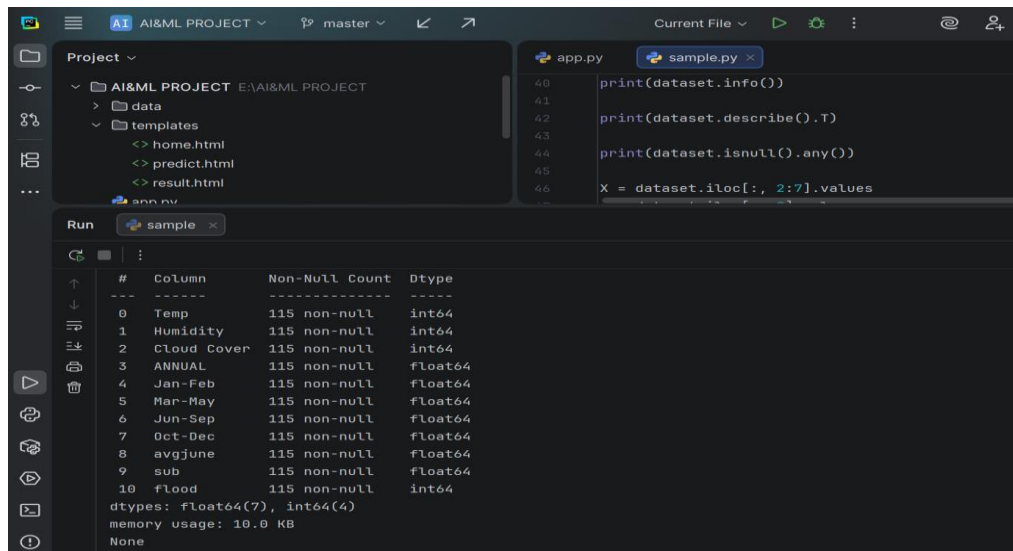 AI AI&ML PROJECT master Current File
Project
AI&ML PROJECT E:\AI&ML PROJECT
data
templates
home.html
predict.html
result.html
app.py
app.py sample.py
40 print(dataset.info())
41
42 print(dataset.describe().T)
43
44 print(dataset.isnull().any())
45
46 X = dataset.iloc[:, 2:7].values
Run sample
# Column Non-Null Count Dtype
--- ------ -------------- -----
0 Temp 115 non-null int64
1 Humidity 115 non-null int64
2 Cloud Cover 115 non-null int64
3 ANNUAL 115 non-null float64
4 Jan-Feb 115 non-null float64
5 Mar-May 115 non-null float64
6 Jun-Sep 115 non-null float64
7 Oct-Dec 115 non-null float64
8 avgjune 115 non-null float64
9 sub 115 non-null float64
10 flood 115 non-null int64
dtypes: float64(7), int64(4)
memory usage: 10.0 KB
None